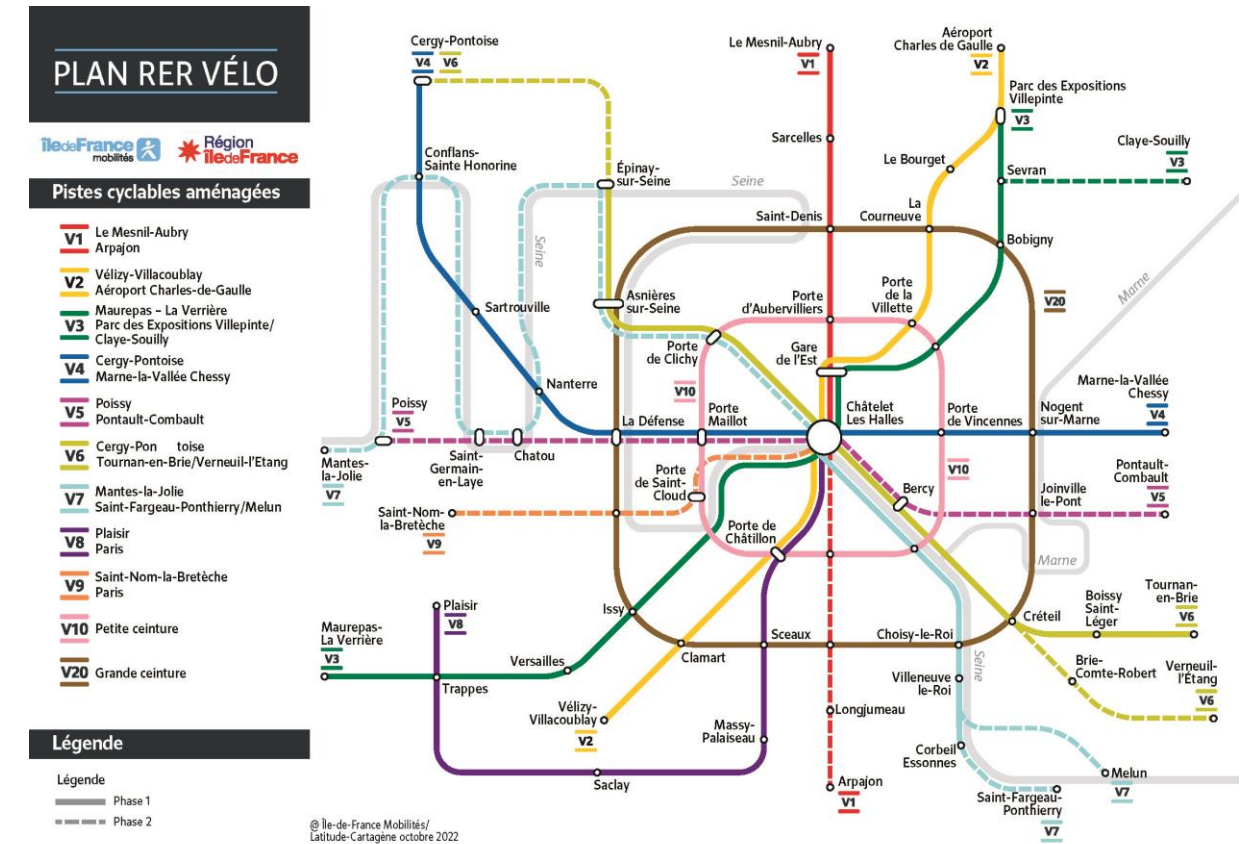 PLAN RER VÉLO
îledeFrance
mobilités
Région
îledeFrance
Pistes cyclables aménagées
V1
Le Mesnil-Aubry
Arpajon
V2
Vélizy-Villacoublay
Aéroport Charles-de-Gaulle
V3
Maurepas – La Verrière
Parc des Expositions Villepinte/
Claye-Souilly
V4
Cergy-Pontoise
Marne-la-Vallée Chessy
V5
Poissy
Pontault-Combault
V6
Cergy-Pon toise
Tournan-en-Brie/Verneuil-l'Etang
V7
Mantes-la-Jolie
Saint-Fargeau-Ponthierry/Melun
V8
Plaisir
Paris
V9
Saint-Nom-la-Bretèche
Paris
V10
Petite ceinture
V20
Grande ceinture
Légende
Légende
Phase 1
Phase 2
Cergy-Pontoise
V4 V6
Le Mesnil-Aubry
V1
Aéroport
Charles de Gaulle
V2
Parc des Expositions
Villepinte
V3
Sarcelles
Claye-Souilly
V3
Conflans-
Sainte Honorine
Épinay-
sur-Seine
Seine
Le Bourget
Sevran
Saint-Denis
La
Courneuve
Bobigny
Seine
Marne
Sartrouville
Asnières
sur-Seine
Porte
d'Aubervilliers
Porte
de la
Villette
V20
Porte
de Clichy
Gare
de l'Est
Nanterre
V10
Poissy
V5
La Défense
Porte
Maillot
Châtelet
Les Halles
Porte
de Vincennes
Nogent
sur-Marne
Marne-la-Vallée
Chessy
V4
Mantes-
la-Jolie
V7
Saint-
Germain-
en-Laye
Chatou
Porte
de Saint-
Cloud
V10
Bercy
Joinville
le-Pont
Pontault-
Combault
V5
Saint-Nom-
la-Bretèche
V9
Porte de
Châtillon
Marne
Plaisir
V8
Issy
Créteil
Boissy
Saint-
Léger
Tournan-
en-Brie
V6
Maurepas-
La Verrière
V3
Versailles
Clamart
Sceaux
Choisy-le-Roi
Seine
Trappes
Villeneuve
le-Roi
Brie-
Comte-Robert
Verneuil-
l'Étang
V6
Vélizy-
Villacoublay
V2
Longjumeau
Massy-
Palaiseau
Corbeil
Essonnes
Saclay
Arpajon
V1
Melun
V7
Saint-Fargeau-
Ponthierry
V7
@ Île-de-France Mobilités/
Latitude-Cartagène octobre 2022